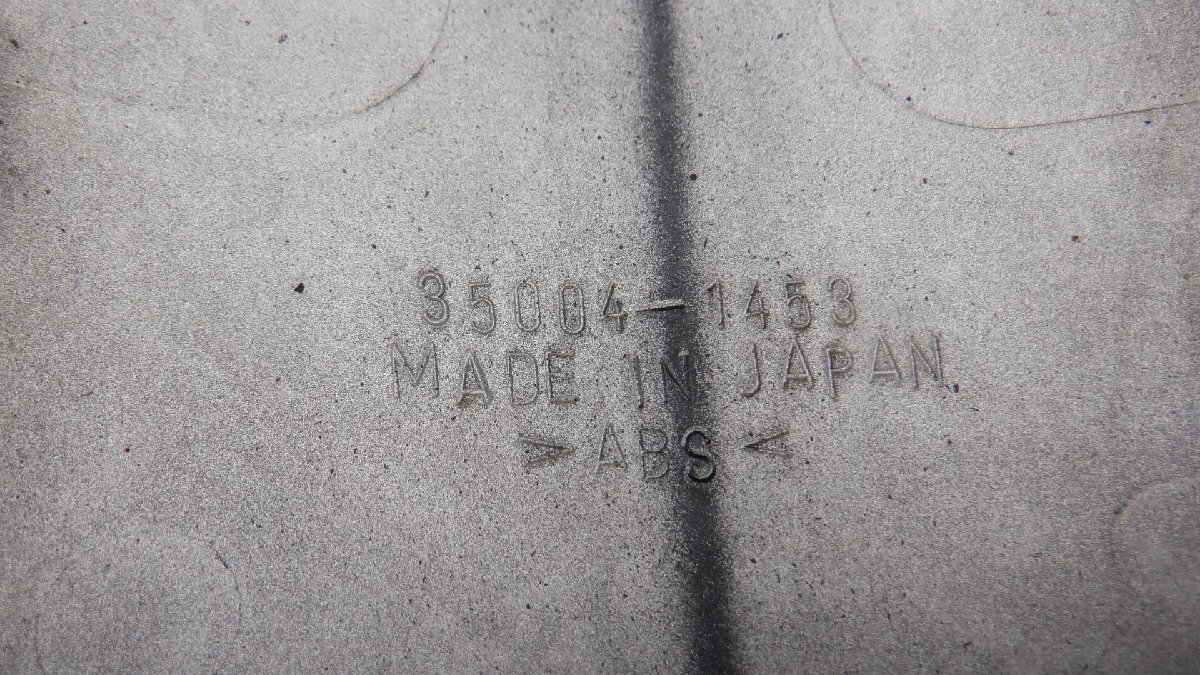 35004-1453
MADE IN JAPAN
>ABS<